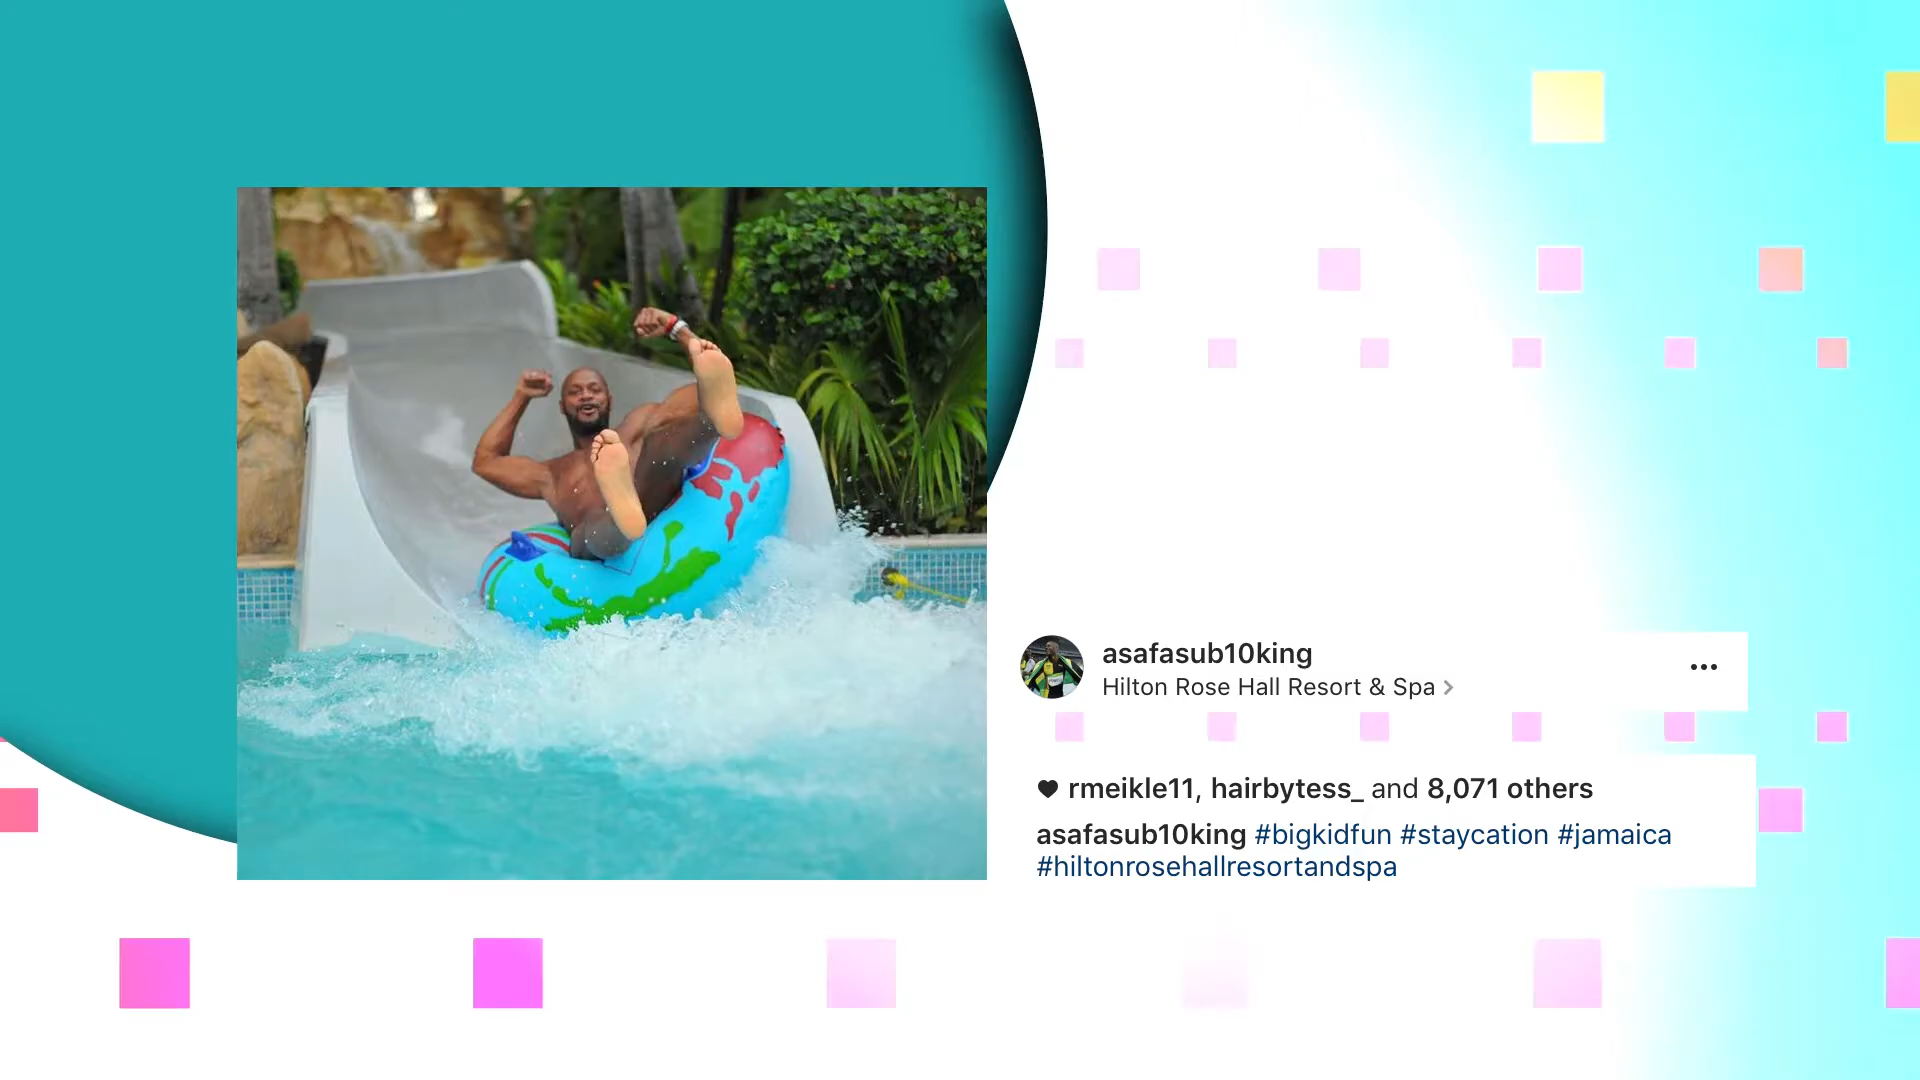 asafasub10king
Hilton Rose Hall Resort & Spa >
rmeikle11, hairbytess_ and 8,071 others
asafasub10king #bigkidfun #staycation #jamaica
#hiltonrosehallresortandspa